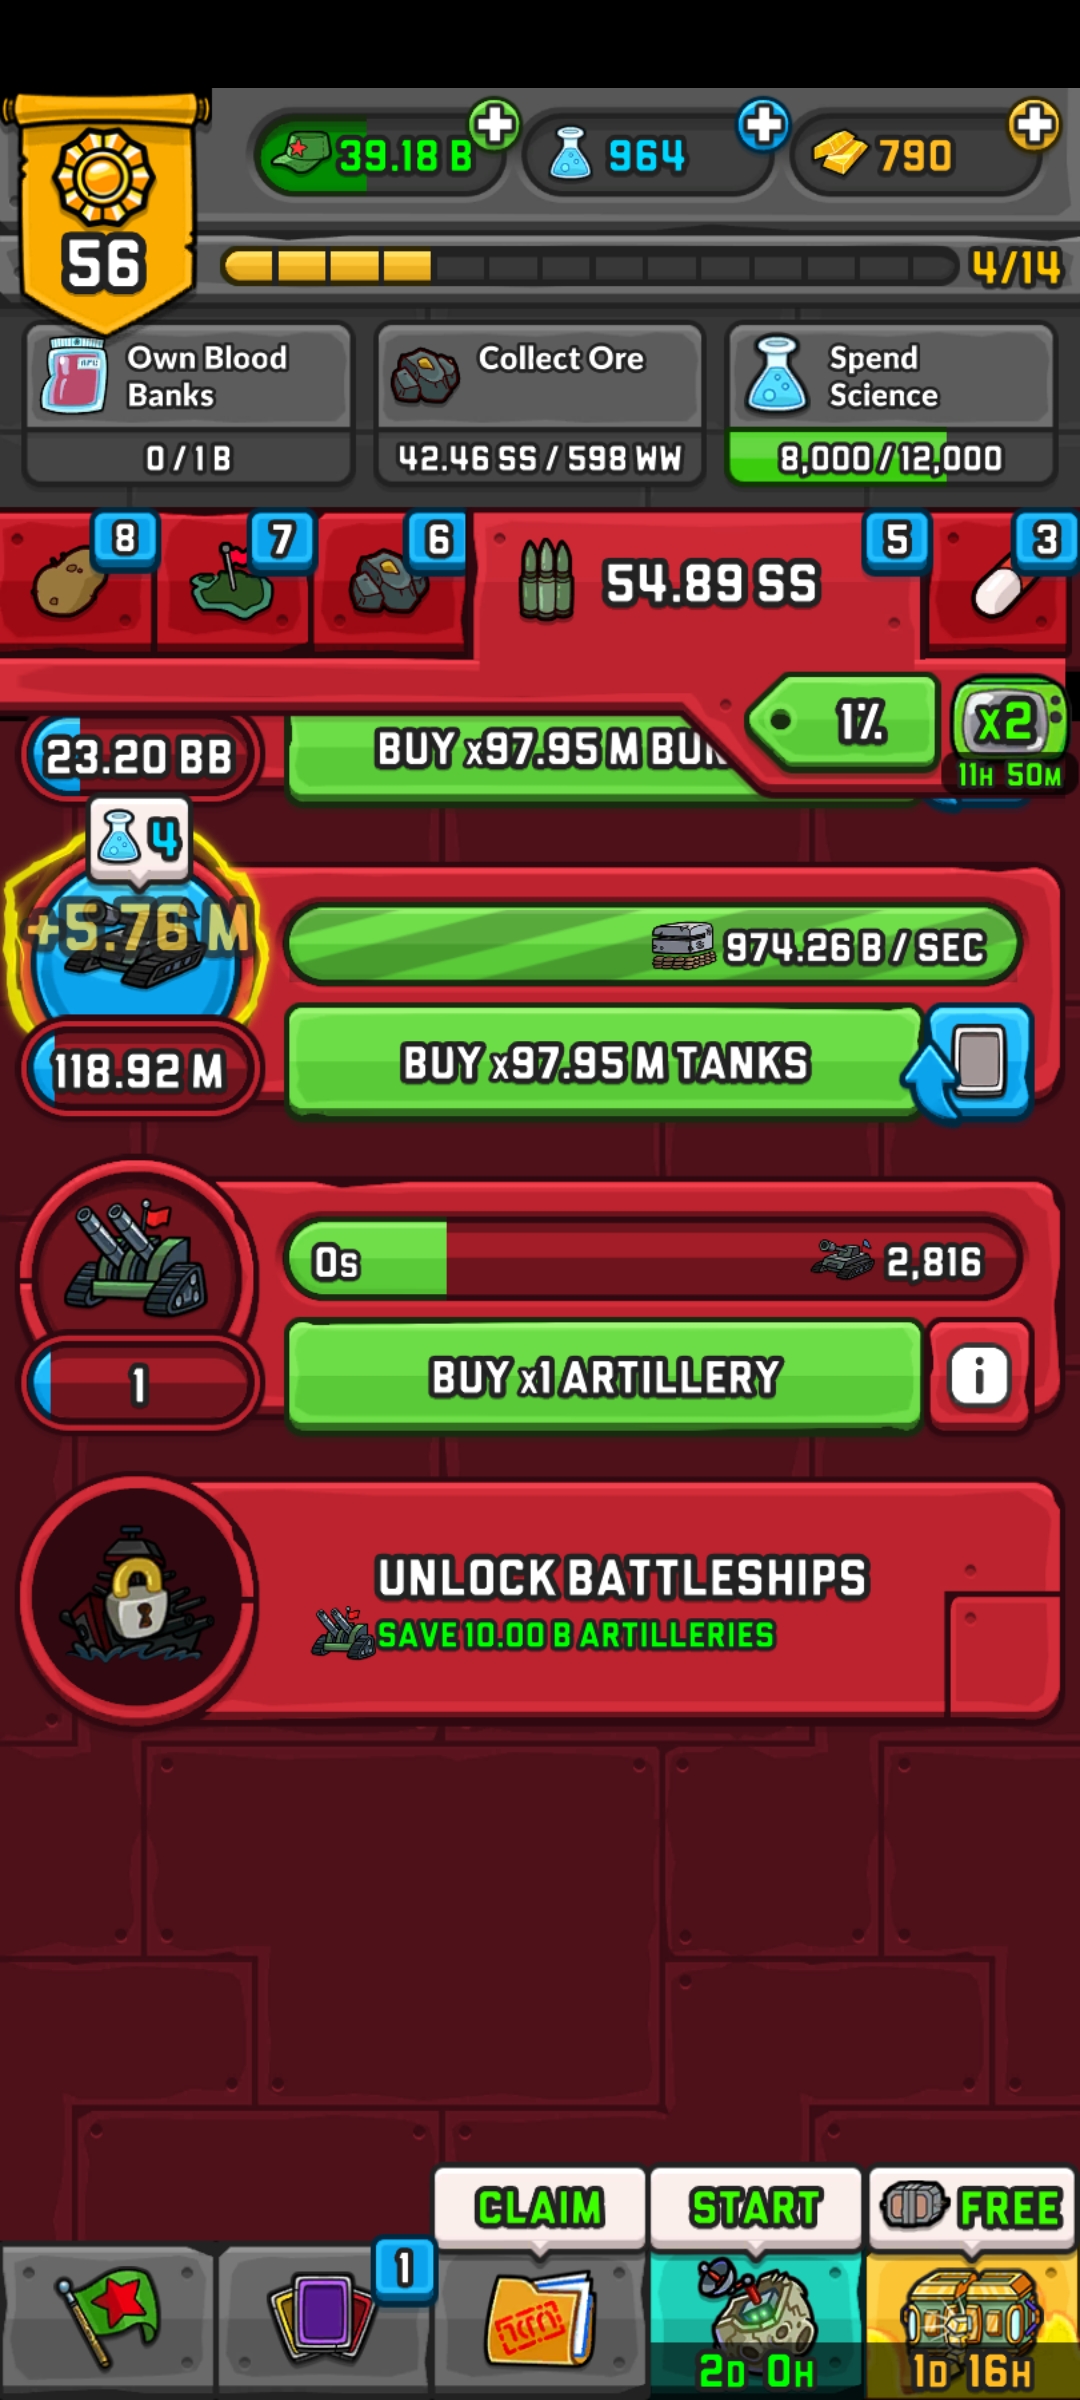 39.18 B
964
790
56
4/14
Own Blood
Banks
0 / 1 B
Collect Ore
42.46 SS / 598 WW
Spend
Science
8,000 / 12,000
8
7
6
54.89 SS
5
3
1%
x2
11H 50M
23.20 BB
BUY x97.95 M
4
+5.76 M
974.26 B / SEC
118.92 M
BUY x97.95 M TANKS
0s
2,816
1
BUY x1 ARTILLERY
i
UNLOCK BATTLESHIPS
SAVE 10.00 B ARTILLERIES
CLAIM
START
FREE
1
2D 0H
1D 16H